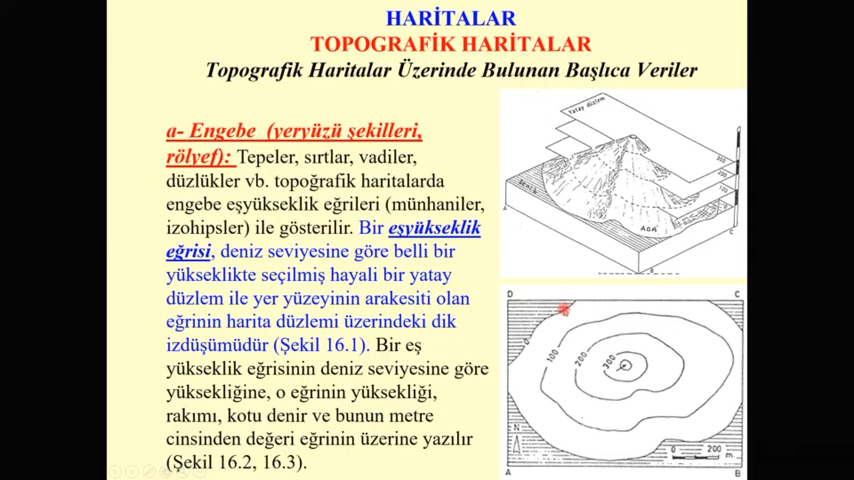 HARİTALAR
TOPOGRAFİK HARİTALAR
Topografik Haritalar Üzerinde Bulunan Başlıca Veriler
a- Engebe (yeryüzü şekilleri,
rölyef): Tepeler, sırtlar, vadiler,
düzlükler vb. topoğrafik haritalarda
engebe eşyükseklik eğrileri (münhaniler,
izohipsler) ile gösterilir. Bir eşyükseklik
eğrisi, deniz seviyesine göre belli bir
yükseklikte seçilmiş hayali bir yatay
düzlem ile yer yüzeyinin arakesiti olan
eğrinin harita düzlemi üzerindeki dik
izdüşümüdür (Şekil 16.1). Bir eş
yükseklik eğrisinin deniz seviyesine göre
yüksekliğine, o eğrinin yüksekliği,
rakımı, kotu denir ve bunun metre
cinsinden değeri eğrinin üzerine yazılır
(Şekil 16.2, 16.3).
Yatay düzlem
300
200
100
Deniz
ADA
A
C
B
D
C
0
100
200
300
N
0 200
m.
A
B